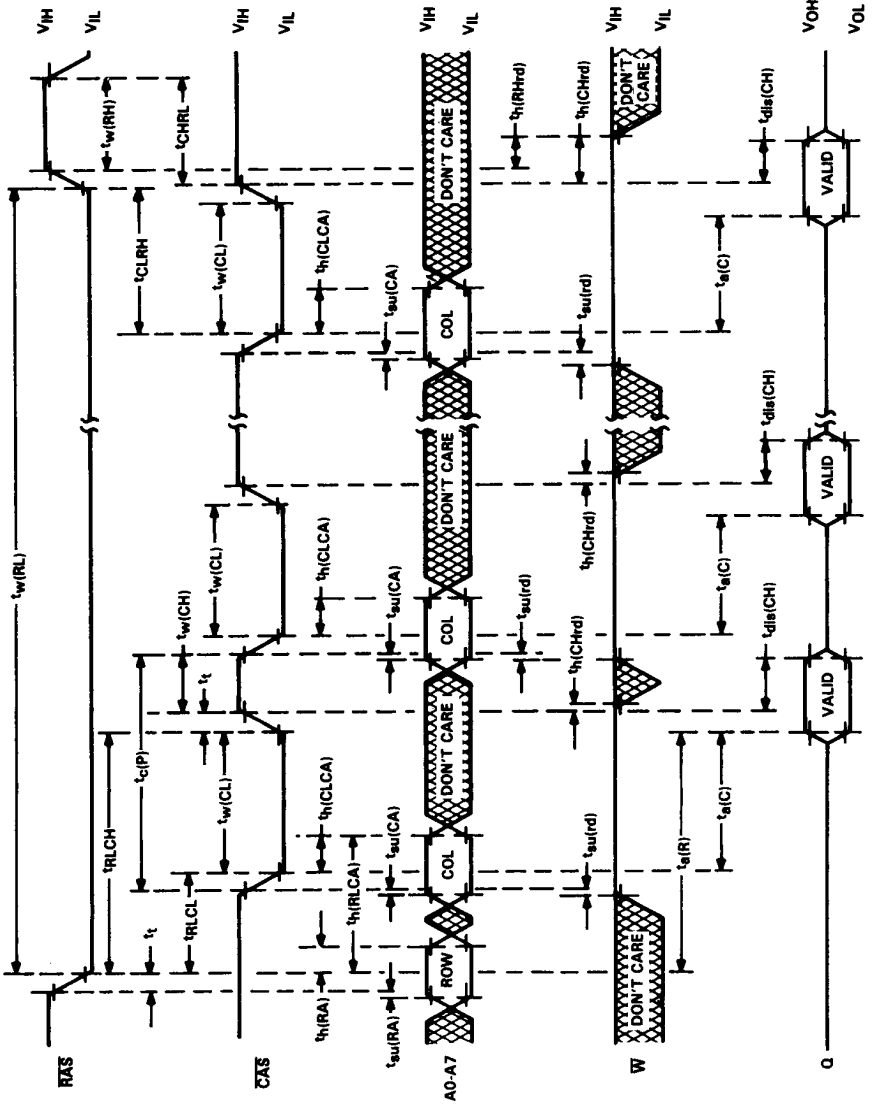 RAS
tw(RL)
VIH
VIL
tt
tRLCL
tRLCH
tc(P)
tt
tw(CH)
tCLRH
tw(RH)
tCHRL
CAS
tw(CL)
tw(CL)
tw(CL)
VIH
VIL
th(RA)
th(RLCA)
th(CLCA)
th(CLCA)
th(CLCA)
tsu(RA)
tsu(CA)
tsu(CA)
tsu(CA)
A0-A7
ROW
COL
DON'T CARE
COL
DON'T CARE
COL
DON'T CARE
VIH
VIL
tsu(rd)
th(CHrd)
tsu(rd)
th(CHrd)
tsu(rd)
th(RHrd)
th(CHrd)
W
DON'T CARE
DON'T
CARE
VIH
VIL
ta(R)
ta(C)
tdis(CH)
ta(C)
tdis(CH)
ta(C)
tdis(CH)
Q
VALID
VALID
VALID
VOH
VOL